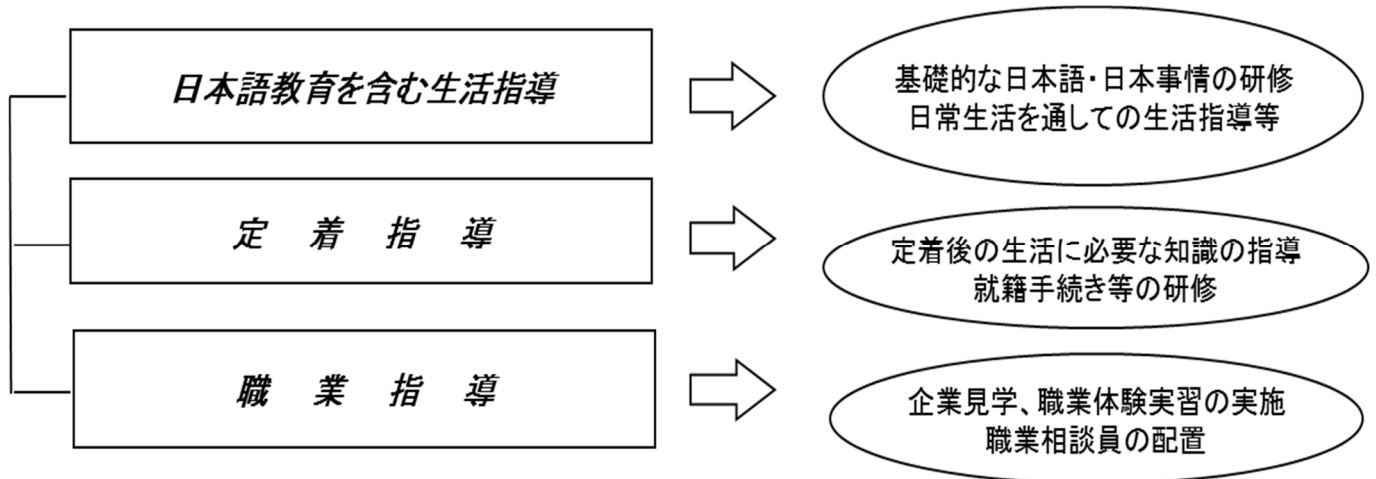 日本語教育を含む生活指導
基礎的な日本語・日本事情の研修
日常生活を通しての生活指導等
定着指導
定着後の生活に必要な知識の指導
就籍手続き等の研修
職業指導
企業見学、職業体験実習の実施
職業相談員の配置